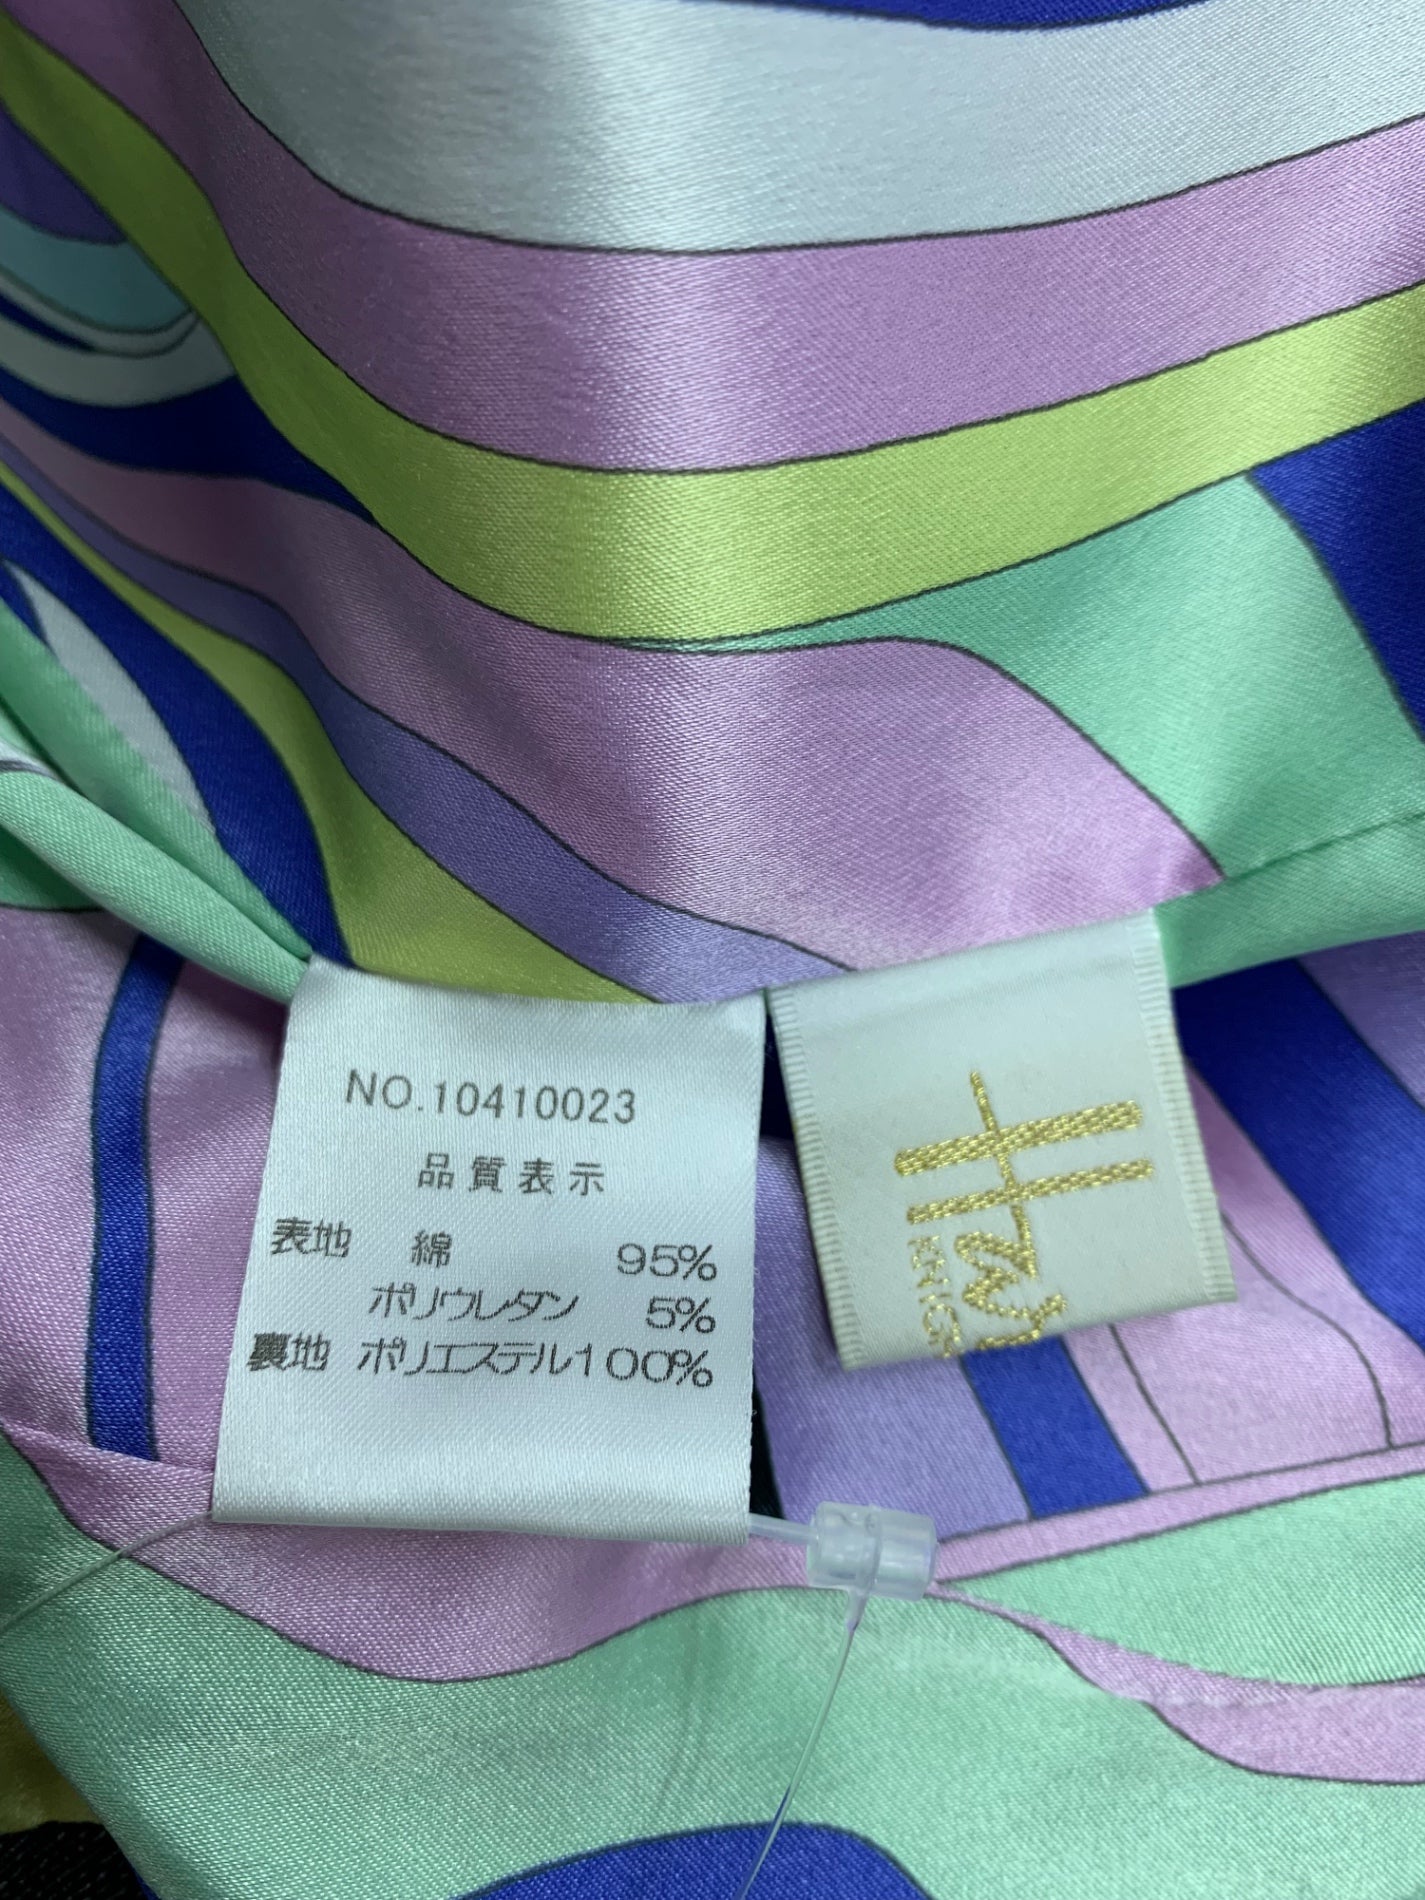 NO.10410023
品質表示
表地 綿 95%
ポリウレタン 5%
裏地 ポリエステル100%